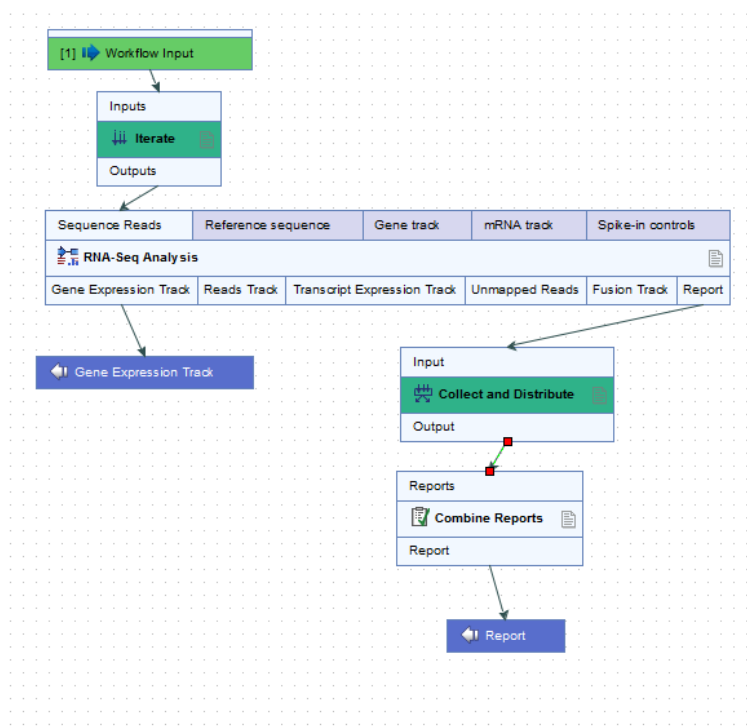 [1] Workflow Input
Inputs
Iterate
Outputs
Sequence Reads Reference sequence Gene track mRNA track Spike-in controls
RNA-Seq Analysis
Gene Expression Track Reads Track Transcript Expression Track Unmapped Reads Fusion Track Report
Gene Expression Track
Input
Collect and Distribute
Output
Reports
Combine Reports
Report
Report